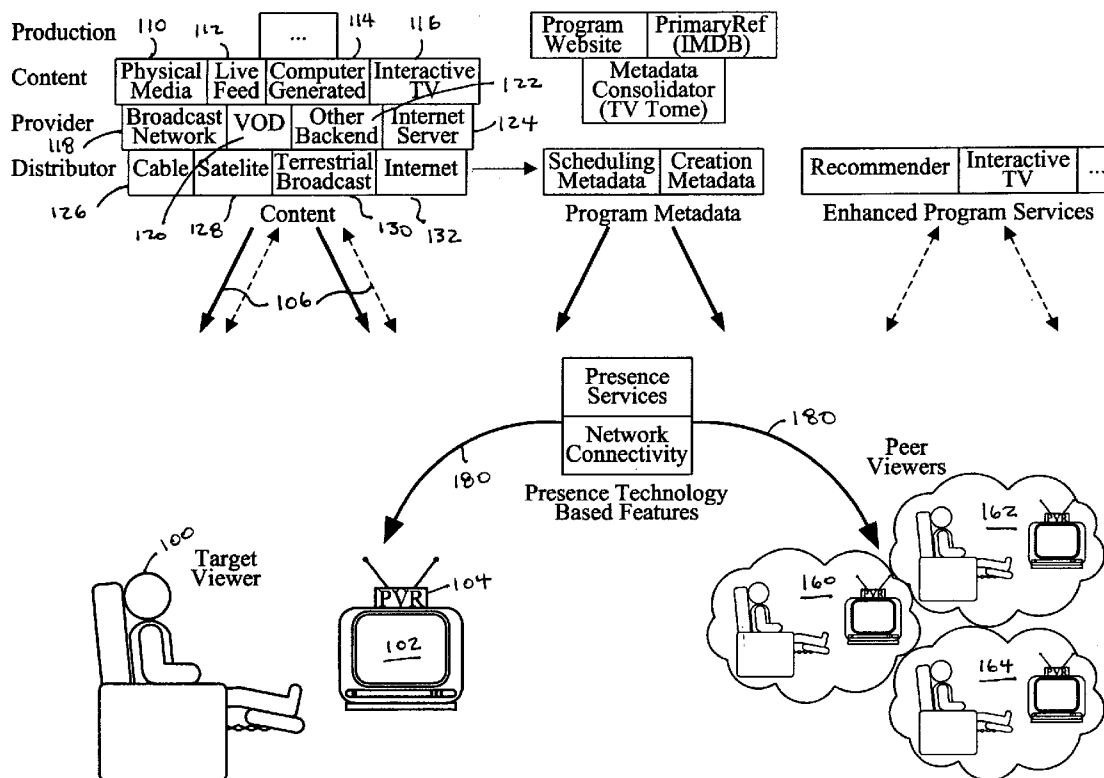 Production
110
112
...
114
116
Program Website
PrimaryRef (IMDB)
Content
Physical Media
Live Feed
Computer Generated
Interactive TV
Metadata Consolidator (TV Tome)
122
Provider
118
Broadcast Network
VOD
Other Backend
Internet Server
124
Distributor
Cable
Satelite
Terrestrial Broadcast
Internet
Scheduling Metadata
Creation Metadata
Recommender
Interactive TV
...
126
120
128
Content
130
132
Program Metadata
Enhanced Program Services
106
Presence Services
Network Connectivity
180
180
Presence Technology Based Features
Peer Viewers
100
Target Viewer
PVR
104
102
160
PVR
162
PVR
164
PVR